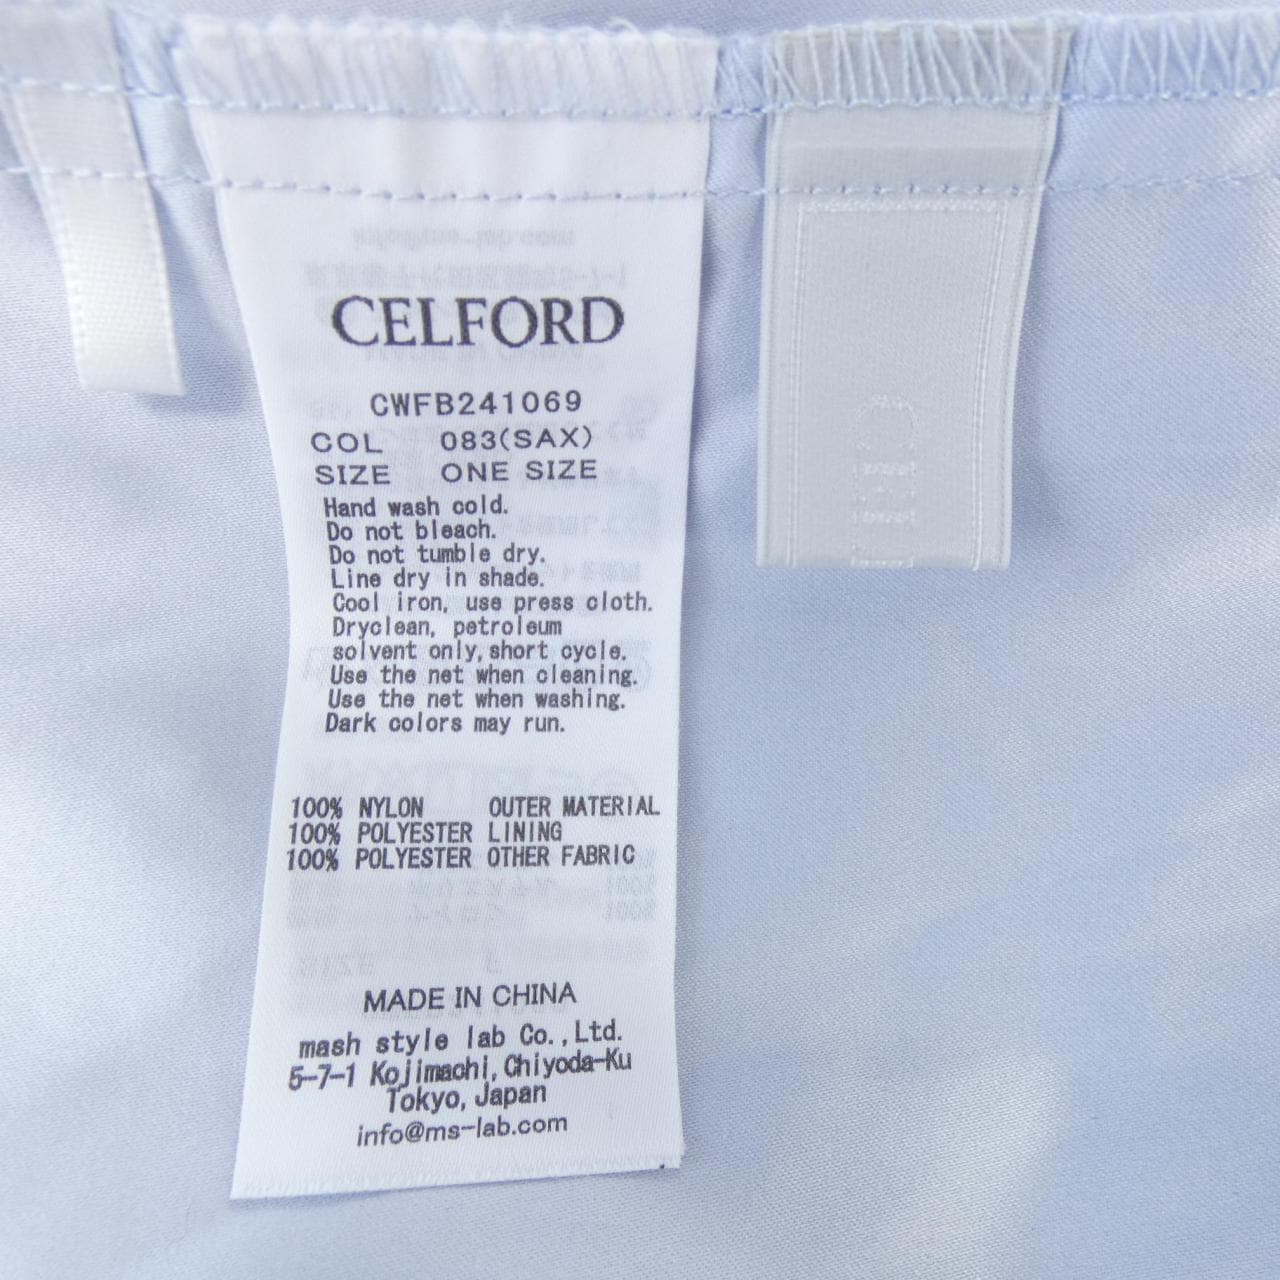 CELFORD
CWFB241069
COL 083(SAX)
SIZE ONE SIZE
Hand wash cold.
Do not bleach.
Do not tumble dry.
Line dry in shade.
Cool iron, use press cloth.
Dryclean, petroleum
solvent only,short cycle.
Use the net when cleaning.
Use the net when washing.
Dark colors may run.
100% NYLON OUTER MATERIAL
100% POLYESTER LINING
100% POLYESTER OTHER FABRIC
MADE IN CHINA
mash style lab Co.,Ltd.
5-7-1 Kojimachi,Chiyoda-Ku
Tokyo,Japan
info@ms-lab.com